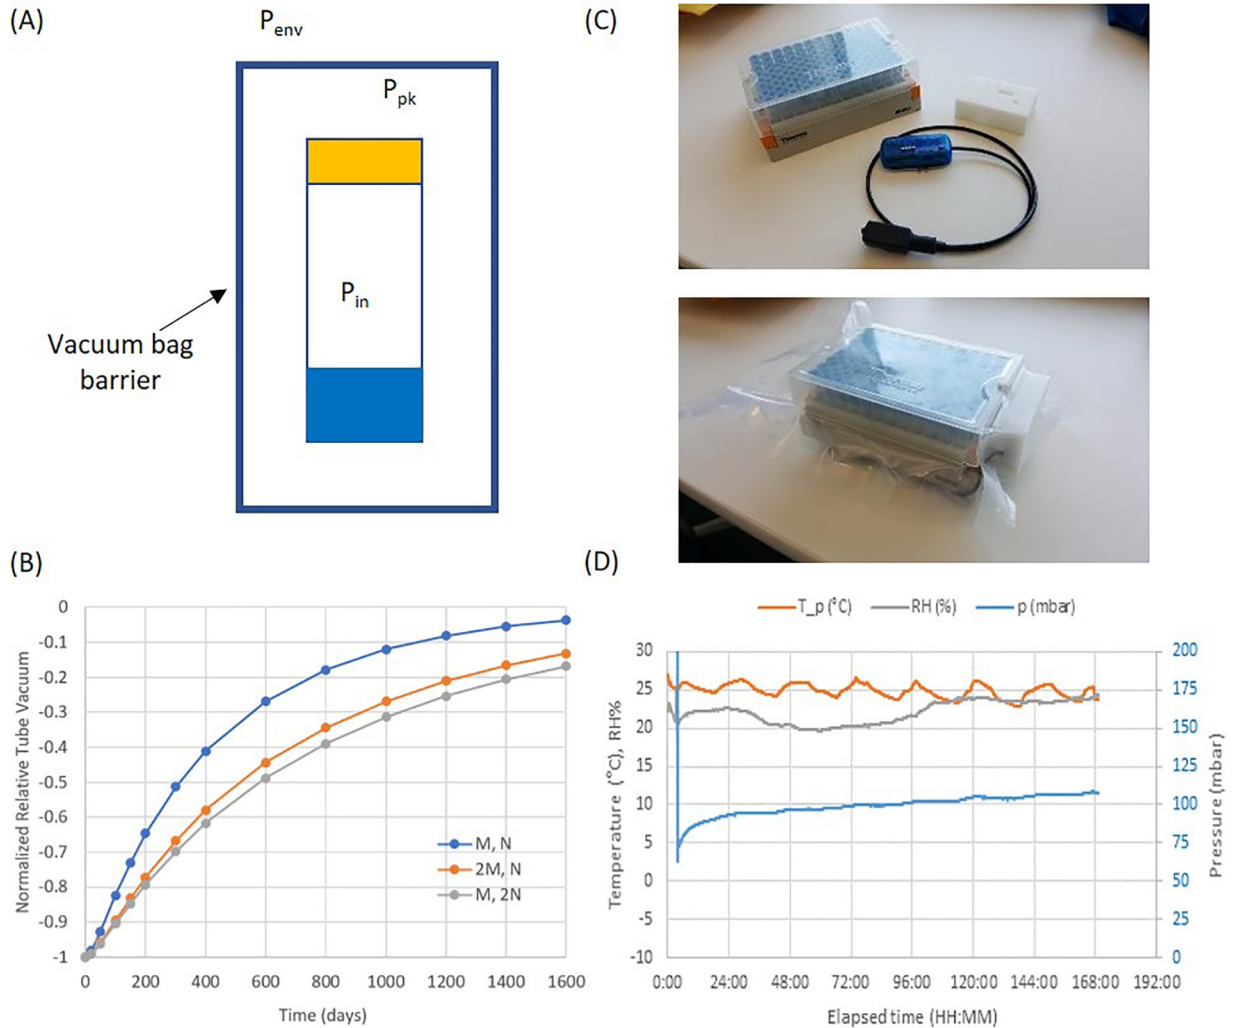 (A)
P_env
P_pk
P_in
Vacuum bag
barrier
(C)
(B)
Normalized Relative Tube Vacuum
0
-0.1
-0.2
-0.3
-0.4
-0.5
-0.6
-0.7
-0.8
-0.9
-1
M, N
2M, N
M, 2N
0 200 400 600 800 1000 1200 1400 1600
Time (days)
(D)
T_p (°C) RH (%) p (mbar)
Temperature (°C), RH%
30
25
20
15
10
5
0
-5
-10
200
175
150
125
100
75
50
25
0
Pressure (mbar)
0:00 24:00 48:00 72:00 96:00 120:00 144:00 168:00 192:00
Elapsed time (HH:MM)